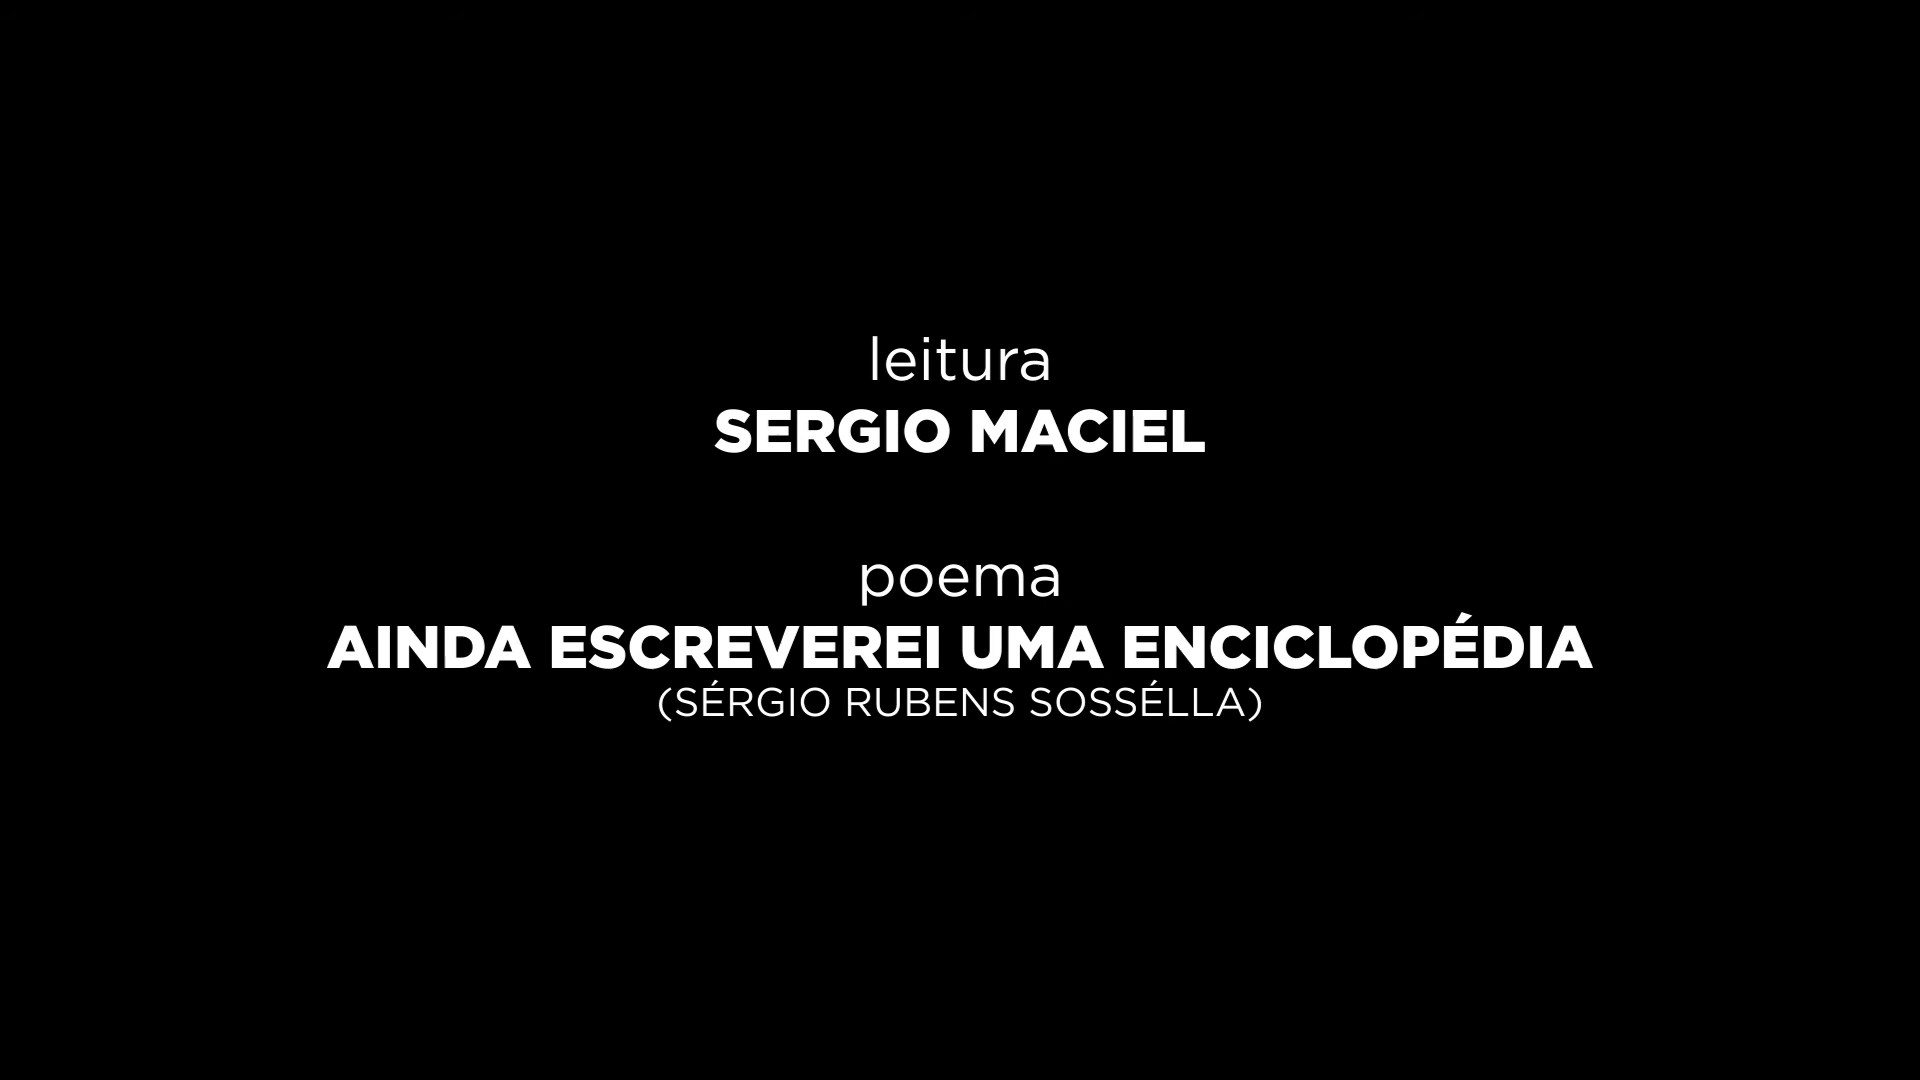 leitura
SERGIO MACIEL
poema
AINDA ESCREVEREI UMA ENCICLOPÉDIA
(SÉRGIO RUBENS SOSSÉLLA)